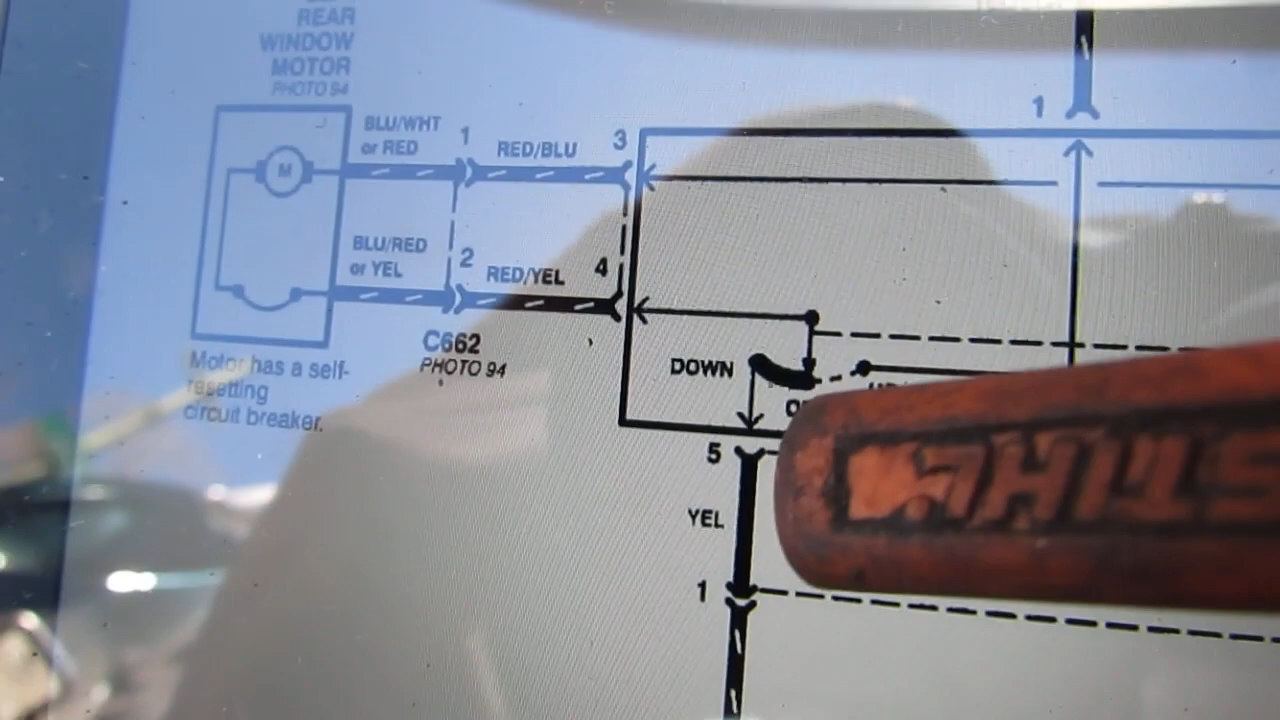 REAR
WINDOW
MOTOR
PHOTO 94
M
BLU/WHT
or RED
1
RED/BLU
3
1
BLU/RED
or YEL
2
RED/YEL
4
C662
PHOTO 94
Motor has a self-
resetting
circuit breaker.
DOWN
5
YEL
1
STIHL